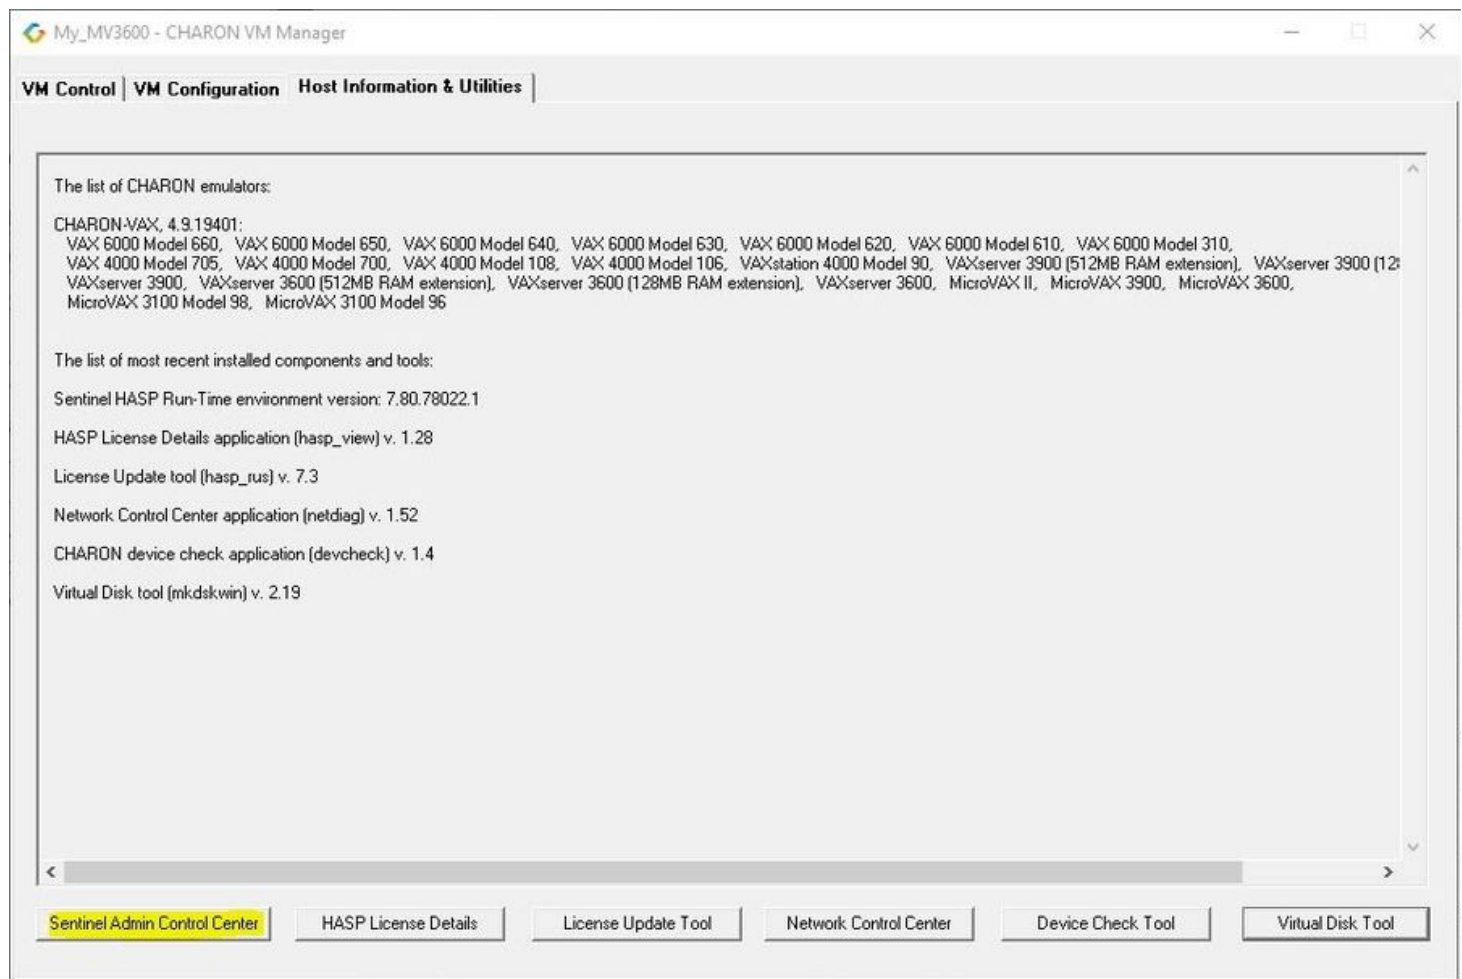 My_MV3600 - CHARON VM Manager
VM Control | VM Configuration Host Information & Utilities
The list of CHARON emulators:
CHARON-VAX, 4.9.19401:
VAX 6000 Model 660, VAX 6000 Model 650, VAX 6000 Model 640, VAX 6000 Model 630, VAX 6000 Model 620, VAX 6000 Model 610, VAX 6000 Model 310,
VAX 4000 Model 705, VAX 4000 Model 700, VAX 4000 Model 108, VAX 4000 Model 106, VAXstation 4000 Model 90, VAXserver 3900 (512MB RAM extension), VAXserver 3900 (128
VAXserver 3900, VAXserver 3600 (512MB RAM extension), VAXserver 3600 (128MB RAM extension), VAXserver 3600, MicroVAX II, MicroVAX 3900, MicroVAX 3600,
MicroVAX 3100 Model 98, MicroVAX 3100 Model 96
The list of most recent installed components and tools:
Sentinel HASP Run-Time environment version: 7.80.78022.1
HASP License Details application (hasp_view) v. 1.28
License Update tool (hasp_rus) v. 7.3
Network Control Center application (netdiag) v. 1.52
CHARON device check application (devcheck) v. 1.4
Virtual Disk tool (mkdskwin) v. 2.19
Sentinel Admin Control Center HASP License Details License Update Tool Network Control Center Device Check Tool Virtual Disk Tool